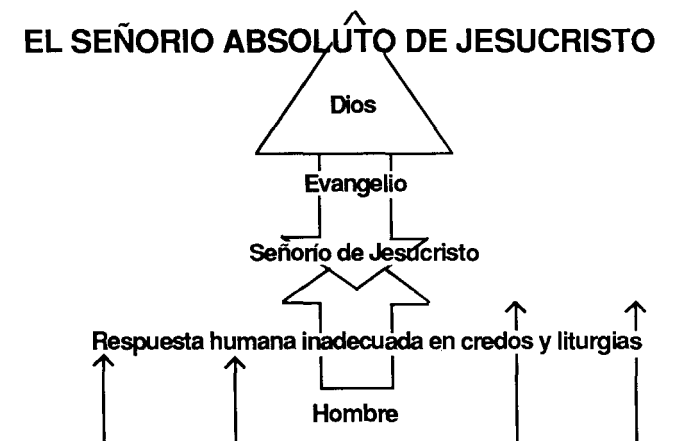 EL SEÑORIO ABSOLUTO DE JESUCRISTO
Dios
Evangelio
Señorío de Jesucristo
Respuesta humana inadecuada en credos y liturgias
Hombre